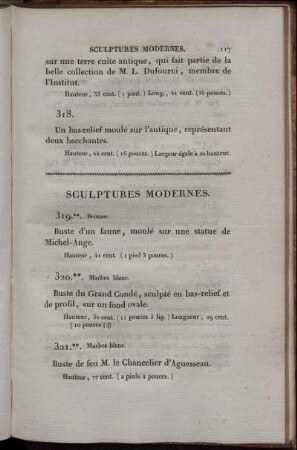 SCULPTURES MODERNES. 117
sur une terre cuite antique, qui fait partie de la
belle collection de M. L. Dufourni, membre de
l'Institut.
Hauteur, 33 cent. (1 pied.) Long., 41 cent. (15 pouces.)
318.
Un bas-relief moulé sur l'antique, représentant
deux bacchantes.
Hauteur, 44 cent. (16 pouces.) Largeur égale à sa hauteur.
SCULPTURES MODERNES.
319.** Bronze.
Buste d'un faune, moulé sur une statue de
Michel-Ange.
Hauteur, 41 cent. (1 pied 3 pouces.)
320.** Marbre blanc.
Buste du Grand Condé, sculpté en bas-relief et
de profil, sur un fond ovale.
Hauteur, cent. (11 pouces 5 lig.) Longueur, 29 cent.
(10 pouces
321.** Marbre blanc.
Buste de feu M. le Chancelier d'Aguesseau.
Hauteur, 77 cent. (2 pieds 4 pouces.)